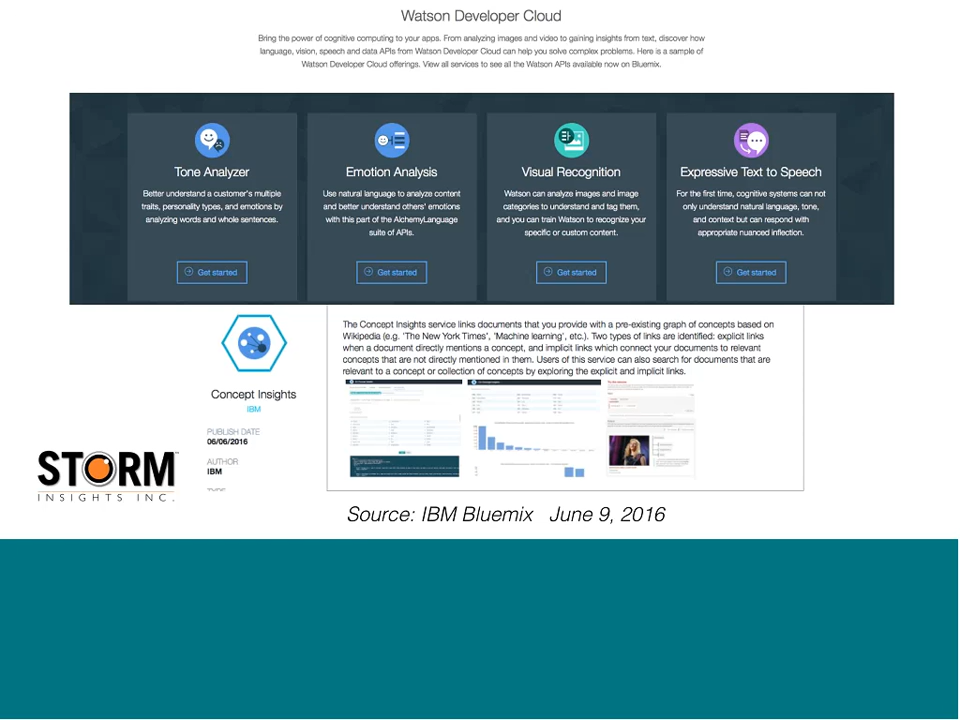 Watson Developer Cloud
Bring the power of cognitive computing to your apps. From analyzing images and video to gaining insights from text, discover how
language, vision, speech and data APIs from Watson Developer Cloud can help you solve complex problems. Here is a sample of
Watson Developer Cloud offerings. View all services to see all the Watson APIs available now on Bluemix.
Tone Analyzer
Better understand a customer's multiple
traits, personality types, and emotions by
analyzing words and whole sentences.
Get started
Emotion Analysis
Use natural language to analyze content
and better understand others' emotions
with this part of the AlchemyLanguage
suite of APIs.
Get started
Visual Recognition
Watson can analyze images and image
categories to understand and tag them,
and you can train Watson to recognize your
specific or custom content.
Get started
Expressive Text to Speech
For the first time, cognitive systems can not
only understand natural language, tone,
and context but can respond with
appropriate nuanced inflection.
Get started
Concept Insights
IBM
PUBLISH DATE
06/06/2016
AUTHOR
IBM
The Concept Insights service links documents that you provide with a pre-existing graph of concepts based on
Wikipedia (e.g. 'The New York Times', 'Machine learning', etc.). Two types of links are identified: explicit links
when a document directly mentions a concept, and implicit links which connect your documents to relevant
concepts that are not directly mentioned in them. Users of this service can also search for documents that are
relevant to a concept or collection of concepts by exploring the explicit and implicit links.
STORM
INSIGHTS INC.
Source: IBM Bluemix June 9, 2016